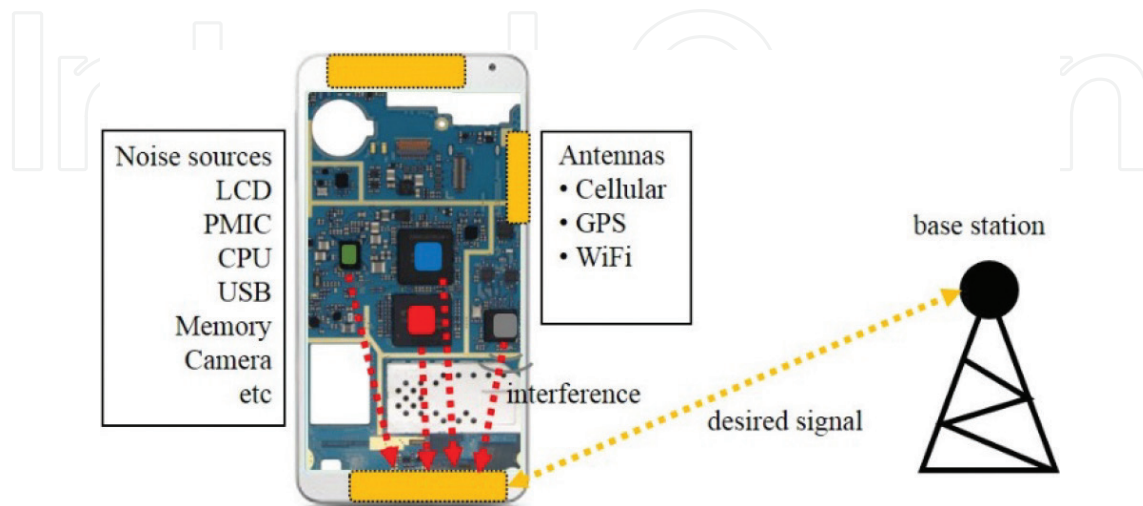 Noise sources
LCD
PMIC
CPU
USB
Memory
Camera
etc
Antennas
• Cellular
• GPS
• WiFi
base station
interference
desired signal